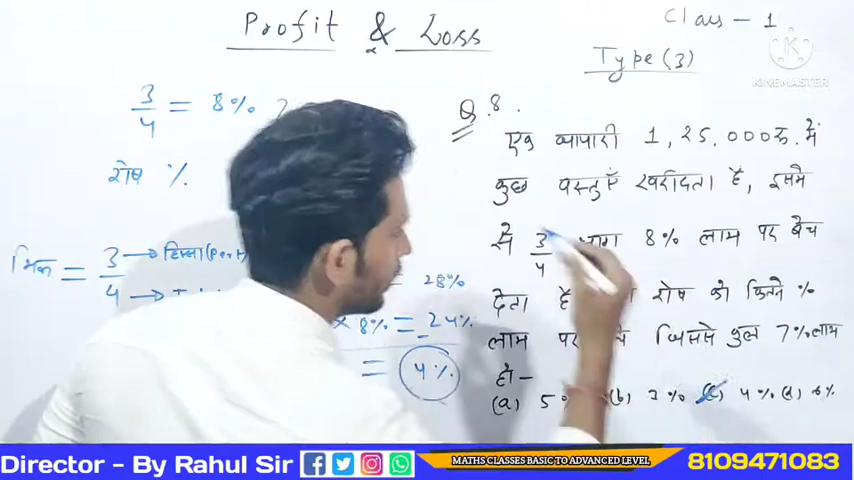 Profit & Loss
Class - 1
Type (3)
KINEMASTER
3/4 = 8%
शेष %
भिन्न = 3/4 → हिस्सा (Part)
= 28%
× 8% = 24%
= 4%
Q.8.
एक व्यापारी 1,25,000रु. में
कुछ वस्तुएँ खरीदता है, इसमे
से 3/4 भाग 8% लाभ पर बेच
देता है शेष को कितने %
लाभ पर जिससे कुल 7% लाभ
हो-
(a) 5% (b) 3% (c) 4% (d) 6%
Director - By Rahul Sir
MATHS CLASSES BASIC TO ADVANCED LEVEL
8109471083